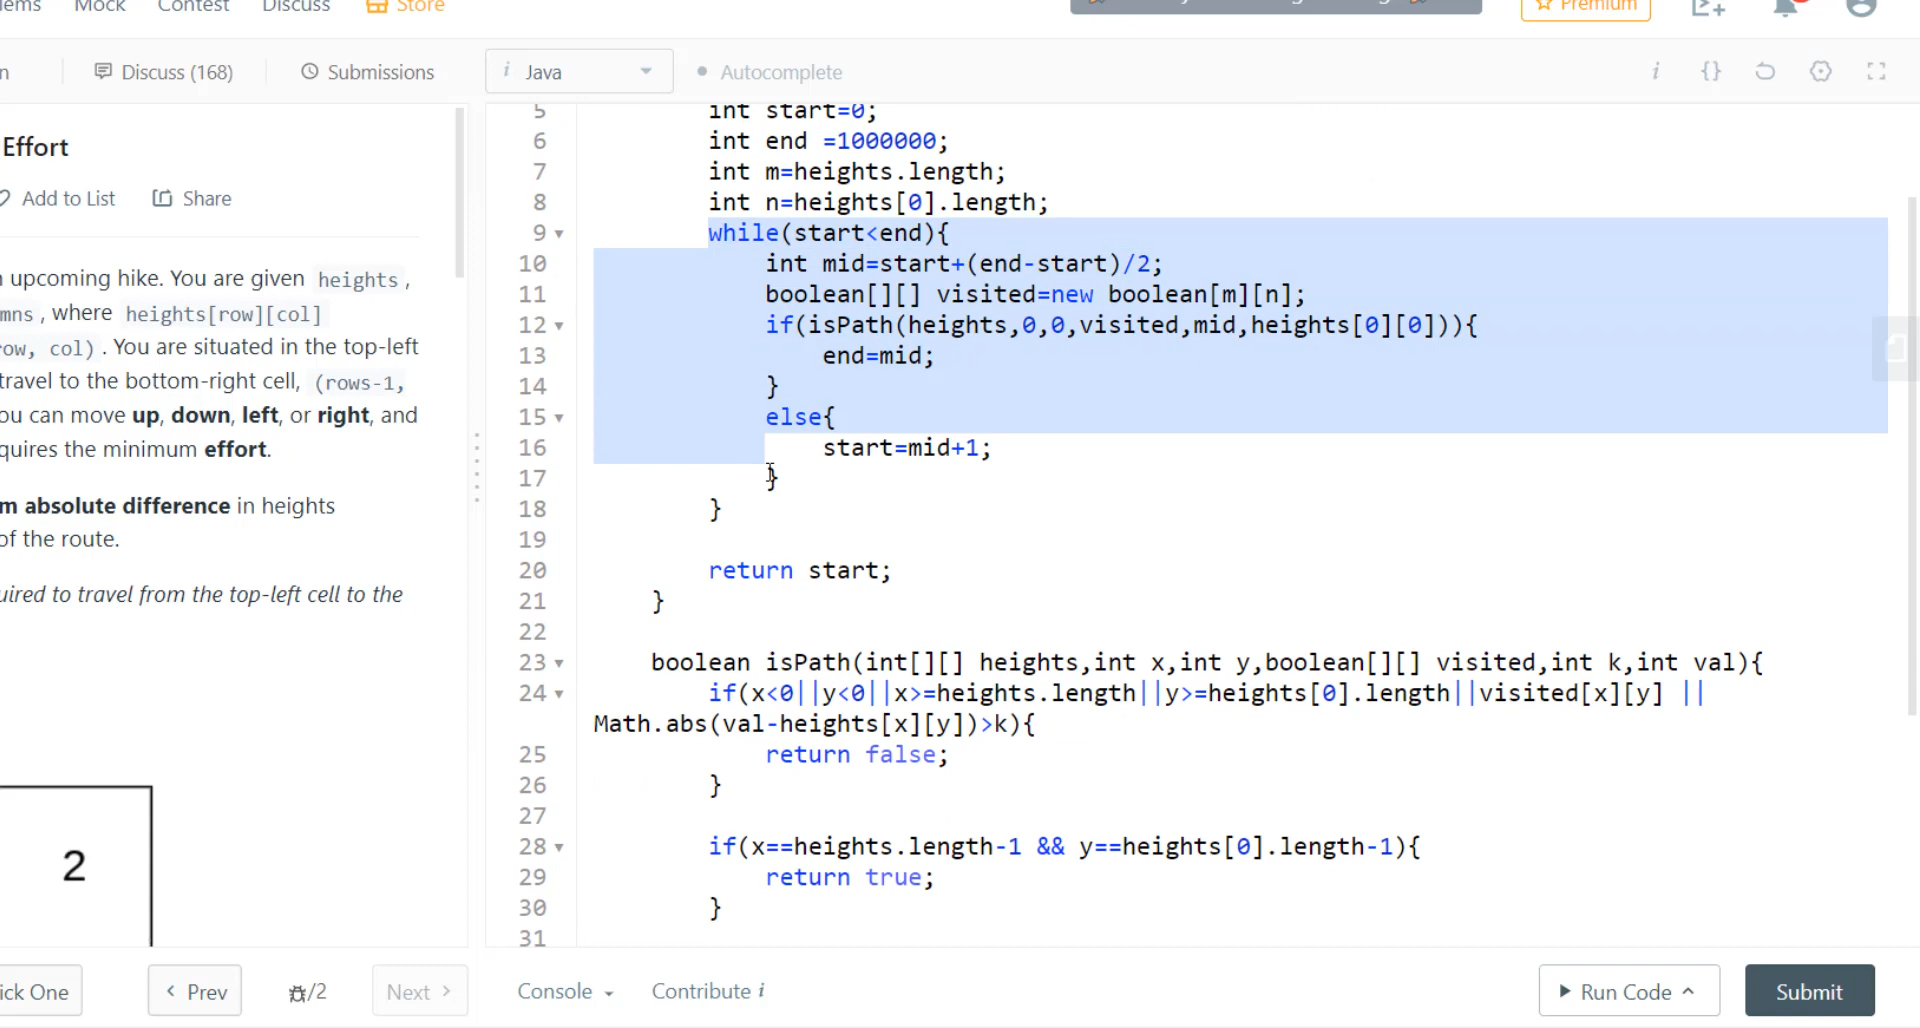 Mock Contest Discuss Store
Premium
Discuss (168) Submissions
i Java
Autocomplete
i {}
Effort
Add to List Share
upcoming hike. You are given heights,
, where heights[row][col]
col). You are situated in the top-left
travel to the bottom-right cell, (rows-1,
can move up, down, left, or right, and
the minimum effort.
absolute difference in heights
of the route.
to travel from the top-left cell to the
2
5 int start=0;
6 int end =1000000;
7 int m=heights.length;
8 int n=heights[0].length;
9 while(start<end){
10 int mid=start+(end-start)/2;
11 boolean[][] visited=new boolean[m][n];
12 if(isPath(heights,0,0,visited,mid,heights[0][0])){
13 end=mid;
14 }
15 else{
16 start=mid+1;
17 }
18 }
19
20 return start;
21 }
22
23 boolean isPath(int[][] heights,int x,int y,boolean[][] visited,int k,int val){
24 if(x<0||y<0||x>=heights.length||y>=heights[0].length||visited[x][y] ||
Math.abs(val-heights[x][y])>k){
25 return false;
26 }
27
28 if(x==heights.length-1 && y==heights[0].length-1){
29 return true;
30 }
31
One
Prev
/2
Next
Console
Contribute i
Run Code
Submit